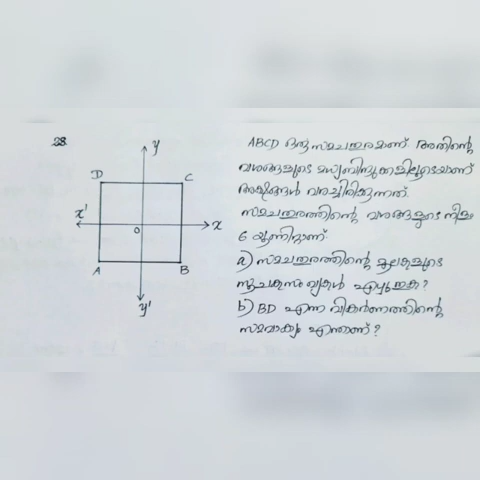 28.
y
D
C
x'
x
O
A
B
y'
ABCD ഒരു സമചതുരമാണ്. അതിന്റെ
വശങ്ങളുടെ മധ്യബിന്ദുക്കളിലൂടെയാണ്
അക്ഷങ്ങൾ വരച്ചിരിക്കുന്നത്.
സമചതുരത്തിന്റെ വശങ്ങളുടെ നീളം
6 യൂണിറ്റാണ്.
a) സമചതുരത്തിന്റെ മൂലകളുടെ
സൂചകസംഖ്യകൾ എഴുതുക?
b) BD എന്ന വികർണത്തിന്റെ
സമവാക്യം എന്താണ്?